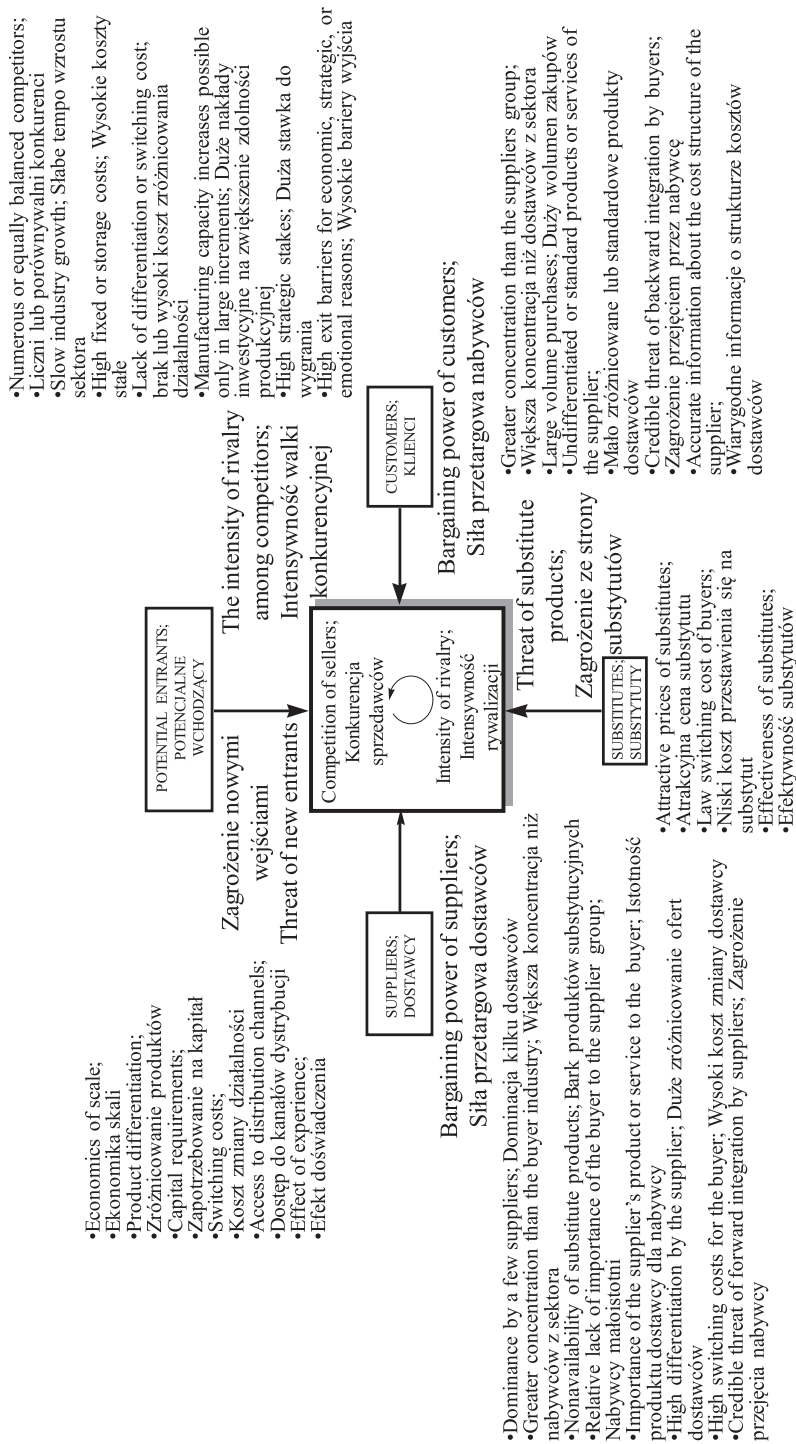 •Economics of scale;
•Ekonomika skali
•Product differentiation;
•Zróżnicowanie produktów
•Capital requirements;
•Zapotrzebowanie na kapitał
•Switching costs;
•Koszt zmiany działalności
•Access to distribution channels;
•Dostęp do kanałów dystrybucji
•Effect of experience;
•Efekt doświadczenia
POTENTIAL ENTRANTS;
POTENCJALNE
WCHODZĄCY
Zagrożenie nowymi
wejściami
Threat of new entrants
The intensity of rivalry
among competitors;
Intensywność walki
konkurencyjnej
•Numerous or equally balanced competitors;
•Liczni lub porównywalni konkurenci
•Slow industry growth; Słabe tempo wzrostu
sektora
•High fixed or storage costs; Wysokie koszty
stałe
•Lack of differentiation or switching cost;
brak lub wysoki koszt zróżnicowania
działalności
•Manufacturing capacity increases possible
only in large increments; Duże nakłady
inwestycyjne na zwiększenie zdolności
produkcyjnej
•High strategic stakes; Duża stawka do
wygrania
•High exit barriers for economic, strategic, or
emotional reasons; Wysokie bariery wyjścia
SUPPLIERS;
DOSTAWCY
Bargaining power of suppliers;
Siła przetargowa dostawców
Competition of sellers;
Konkurencja
sprzedawców
Intensity of rivalry;
Intensywność
rywalizacji
CUSTOMERS;
KLIENCI
Bargaining power of customers;
Siła przetargowa nabywców
•Dominance by a few suppliers; Dominacja kilku dostawców
•Greater concentration than the buyer industry; Większa koncentracja niż
nabywców z sektora
•Nonavailability of substitute products; Bark produktów substytucyjnych
•Relative lack of importance of the buyer to the supplier group;
Nabywcy małoistotni
•Importance of the supplier's product or service to the buyer; Istotność
produktu dostawcy dla nabywcy
•High differentiation by the supplier; Duże zróżnicowanie ofert
dostawców
•High switching costs for the buyer; Wysoki koszt zmiany dostawcy
•Credible threat of forward integration by suppliers; Zagrożenie
przejęcia nabywcy
Threat of substitute
products;
Zagrożenie ze strony
substytutów
SUBSTITUTES;
SUBSTYTUTY
•Attractive prices of substitutes;
•Atrakcyjna cena substytutu
•Law switching cost of buyers;
•Niski koszt przestawienia się na
substytut
•Effectiveness of substitutes;
•Efektywność substytutów
•Greater concentration than the suppliers group;
•Większa koncentracja niż dostawców z sektora
•Large volume purchases; Duży wolumen zakupów
•Undifferentiated or standard products or services of
the supplier;
•Mało zróżnicowane lub standardowe produkty
dostawców
•Credible threat of backward integration by buyers;
•Zagrożenie przejęciem przez nabywcę
•Accurate information about the cost structure of the
supplier;
•Wiarygodne informacje o strukturze kosztów
dostawców